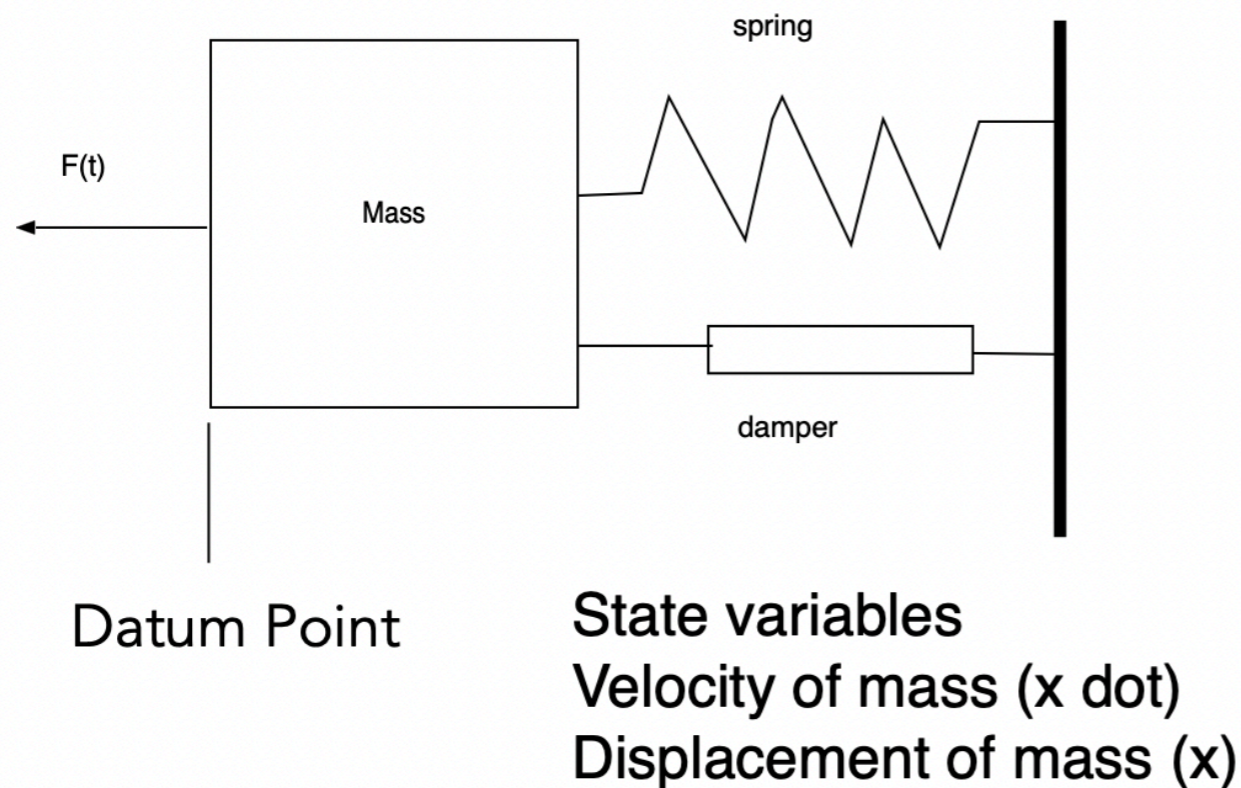 spring
F(t)
Mass
damper
Datum Point
State variables
Velocity of mass (x dot)
Displacement of mass (x)